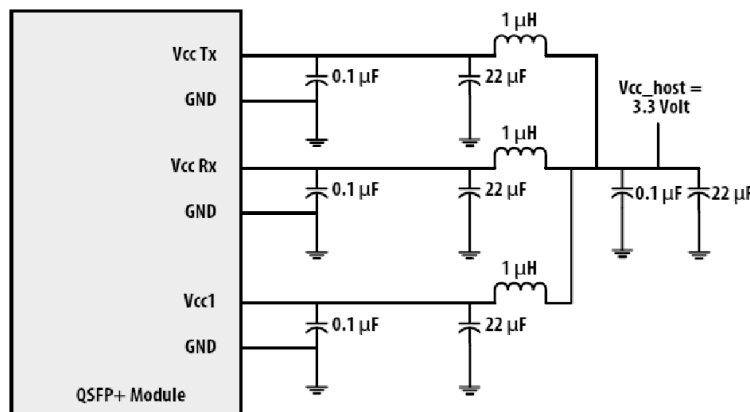 1 µH
Vcc Tx
0.1 µF
22 µF
GND
Vcc_host =
3.3 Volt
1 µH
Vcc Rx
0.1 µF
22 µF
0.1 µF
22 µF
GND
1 µH
Vcc1
0.1 µF
22 µF
GND
QSFP+ Module